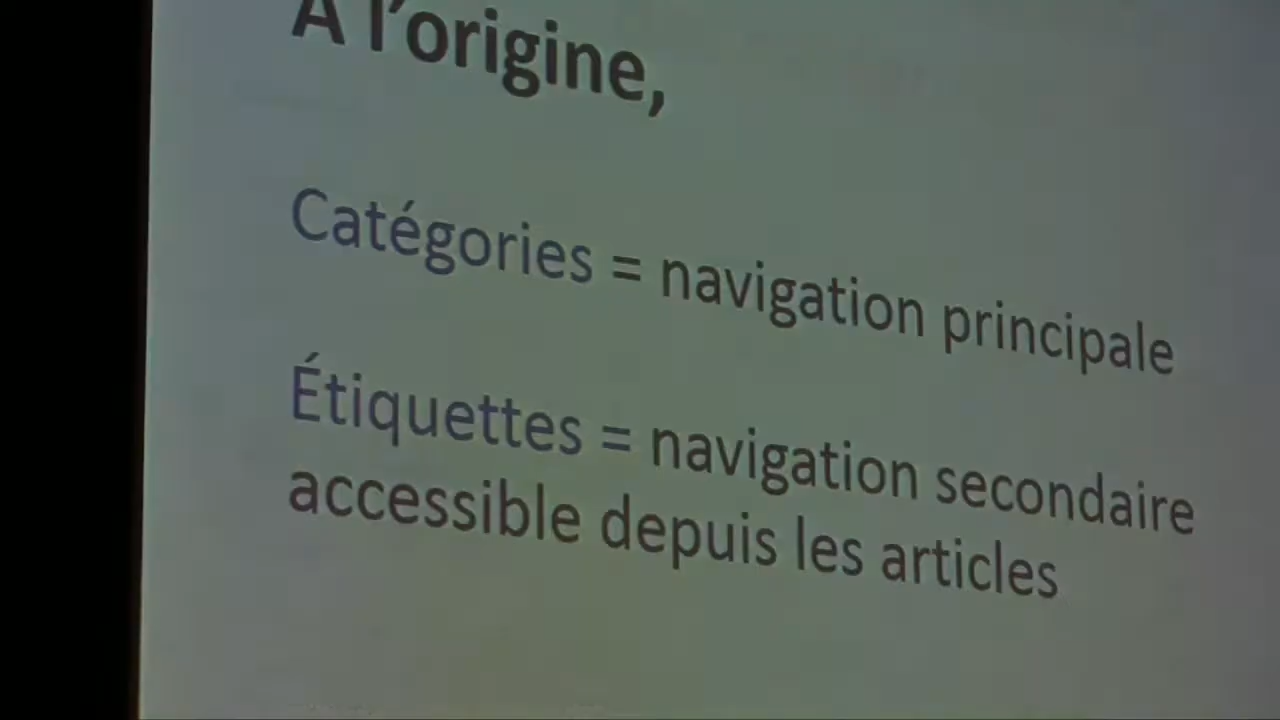 A l'origine,
Catégories = navigation principale
Étiquettes = navigation secondaire
accessible depuis les articles